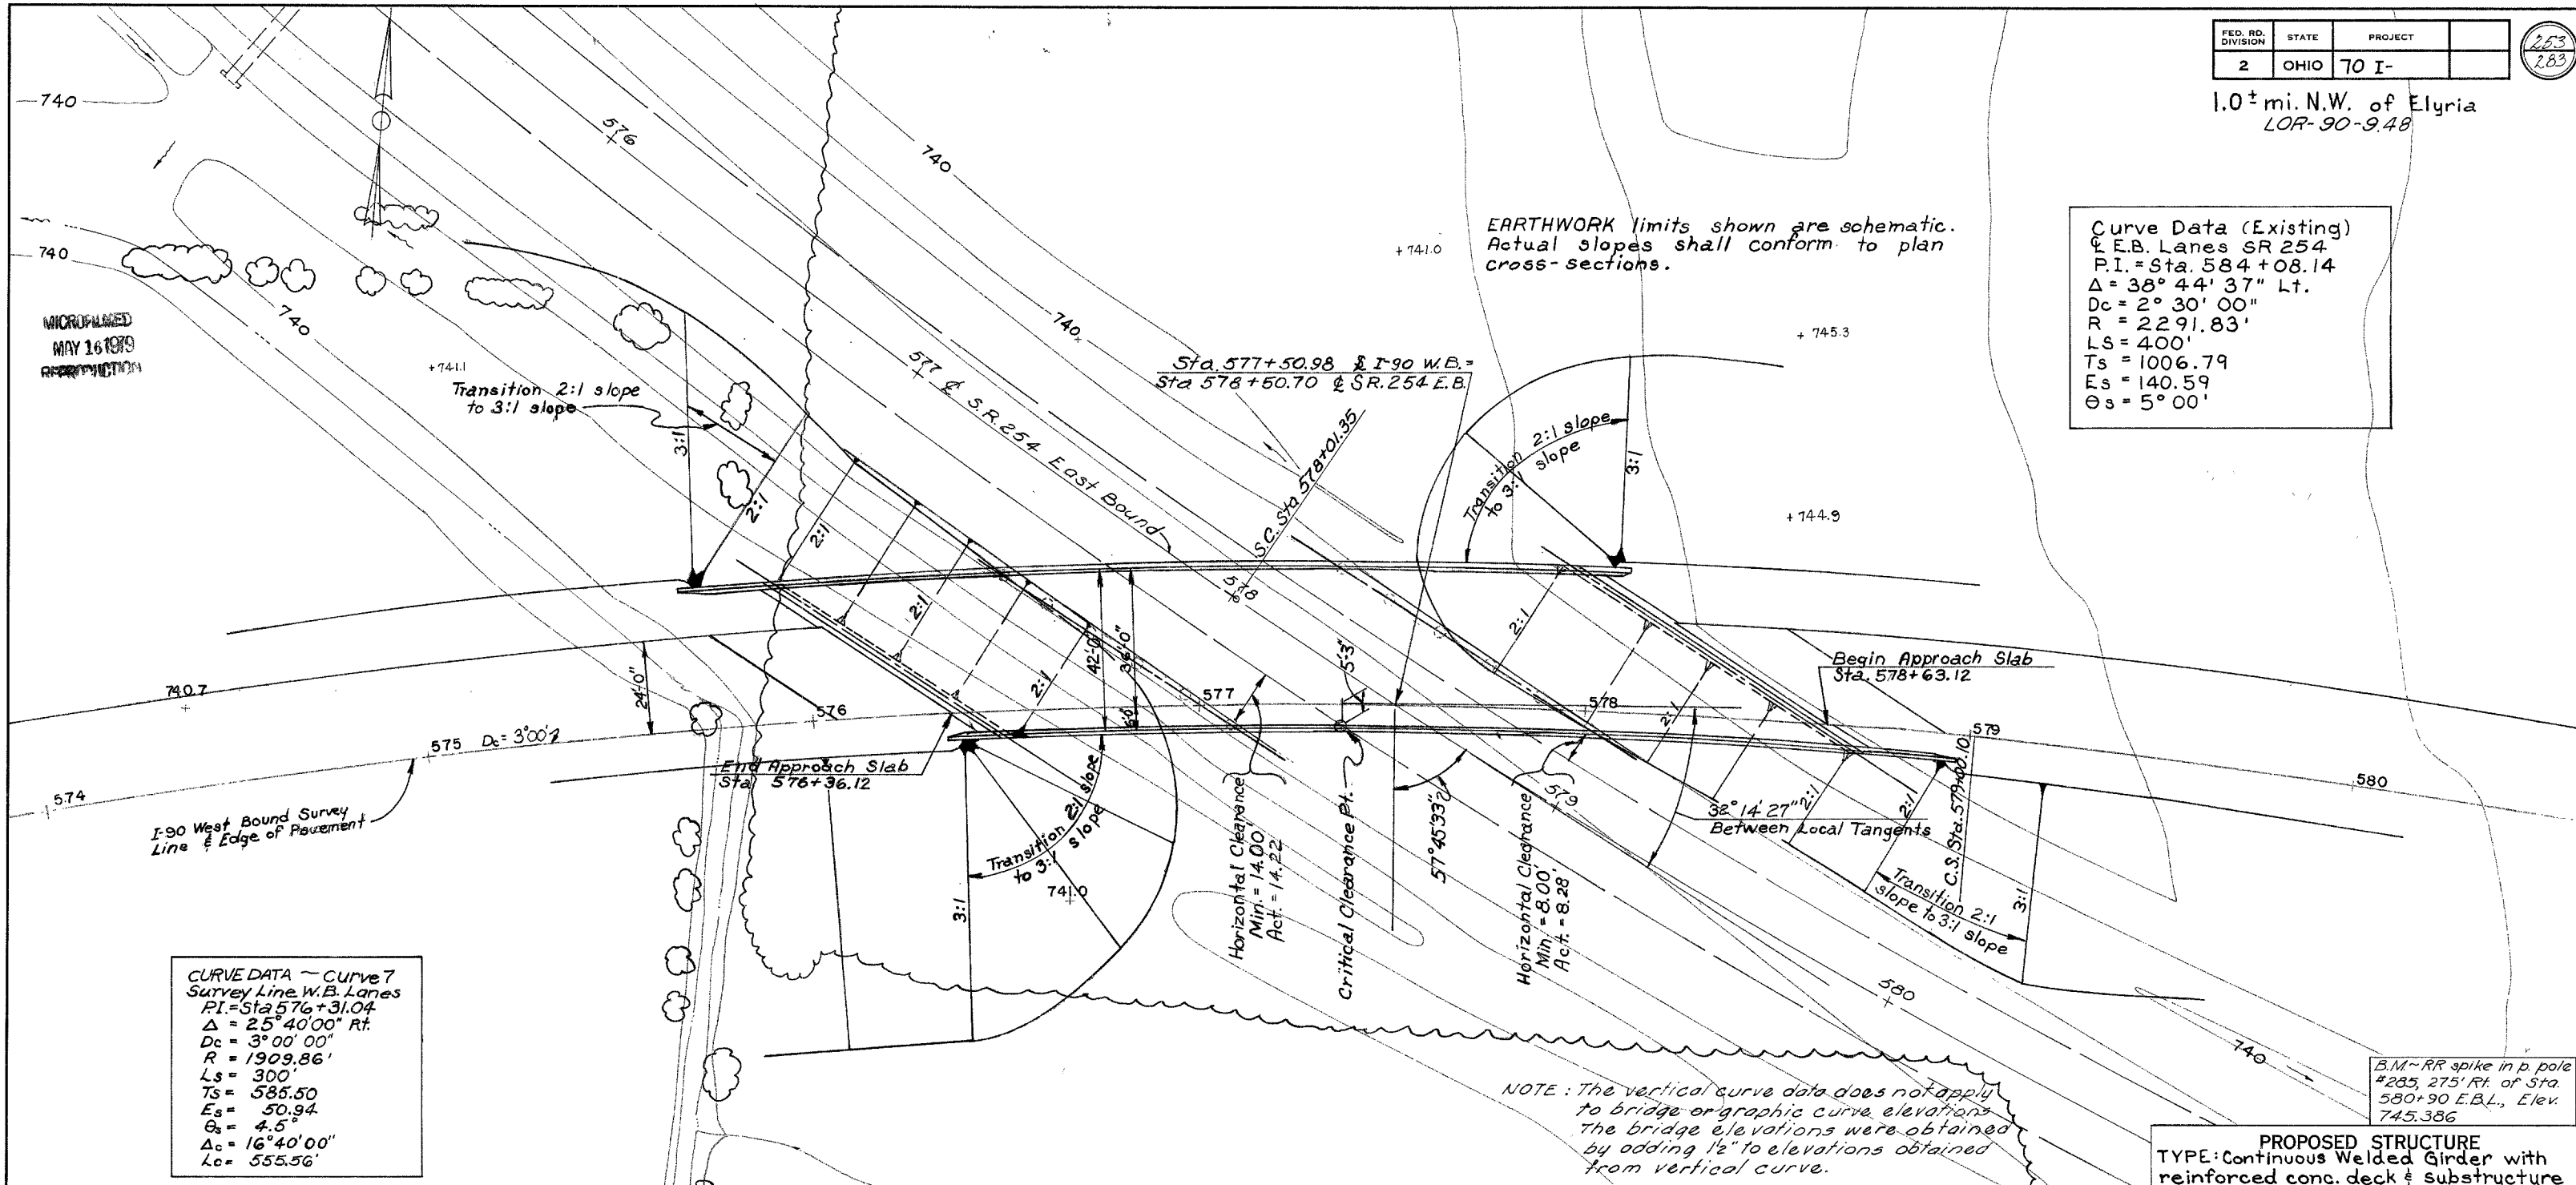 FED. RD. DIVISION STATE PROJECT
2 OHIO 70 I-
253
283
1.0± mi. N.W. of Elyria
LOR-90-9.48
740
740
740
576
740
740
EARTHWORK limits shown are schematic.
Actual slopes shall conform to plan
cross-sections.
+741.0
+ 745.3
+ 744.9
Curve Data (Existing)
℄ E.B. Lanes SR 254
P.I. = Sta. 584+08.14
Δ = 38° 44' 37" Lt.
Dc = 2° 30' 00"
R = 2291.83'
LS = 400'
Ts = 1006.79
Es = 140.59
Θs = 5° 00'
MICROFILMED
MAY 16 1979
REPRODUCTION
+741.1
Transition 2:1 slope
to 3:1 slope
3:1
2:1
2:1
2:1
2:1
577 ℄ S.R. 254 East Bound
Sta. 577+50.98 ℄ I-90 W.B.=
Sta 578+50.70 ℄ S.R. 254 E.B.
S.C. Sta 578+01.35
578
Transition 2:1 slope
to 3:1 slope
3:1
2:1
2:1
Begin Approach Slab
Sta. 578+63.12
740.7
24'-0"
42'-0"
36'-0"
6'-0"
5'-3"
574
575
Dc = 3°00'
576
577
578
579
580
I-90 West Bound Survey
Line & Edge of Pavement
End Approach Slab
Sta 576+36.12
Transition 2:1 slope
to 3:1 slope
3:1
741.0
Horizontal Clearance
Min. = 14.00'
Act. = 14.22'
Critical Clearance Pt.
57°45'33"
Horizontal Clearance
Min. = 8.00'
Act. = 8.28'
579
32° 14' 27"
Between Local Tangents
2:1
2:1
C.S. Sta. 579+00.10
Transition 2:1
slope to 3:1 slope
3:1
580
740
CURVE DATA ~ Curve 7
Survey Line W.B. Lanes
P.I.=Sta 576+31.04
Δ = 25°40'00" Rt.
Dc = 3°00'00"
R = 1909.86'
Ls = 300'
Ts = 585.50
Es = 50.94
Θs = 4.5°
Δc = 16°40'00"
Lc = 555.56'
NOTE: The vertical curve data does not apply
to bridge or graphic curve elevations
The bridge elevations were obtained
by adding 1½" to elevations obtained
from vertical curve.
B.M.~RR spike in p. pole
#285, 275' Rt. of Sta.
580+90 E.B.L., Elev.
745.386
PROPOSED STRUCTURE
TYPE: Continuous Welded Girder with
reinforced conc. deck & substructure